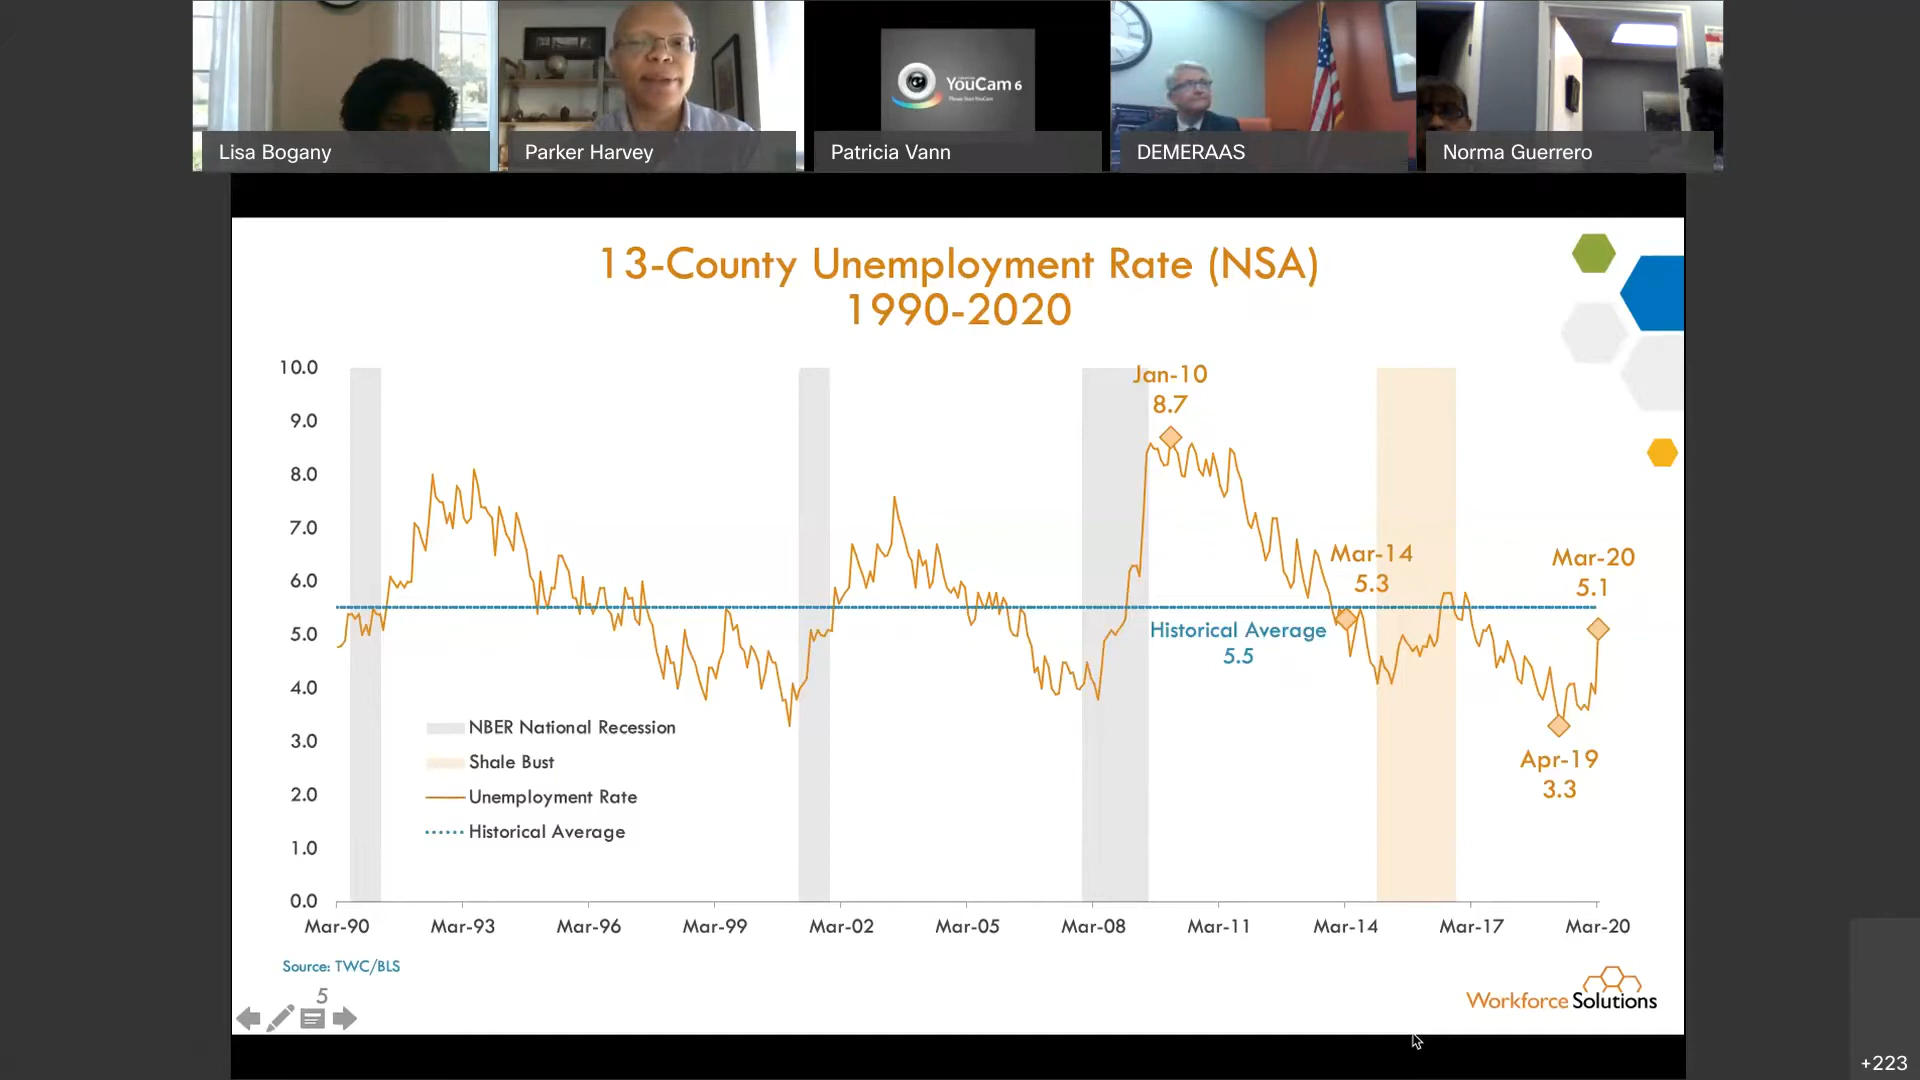 YouCam 6
Please Start YouCam
Lisa Bogany
Parker Harvey
Patricia Vann
DEMERAAS
Norma Guerrero
13-County Unemployment Rate (NSA)
1990-2020
10.0
9.0
8.0
7.0
6.0
5.0
4.0
3.0
2.0
1.0
0.0
Jan-10
8.7
Mar-14
5.3
Mar-20
5.1
Historical Average
5.5
Apr-19
3.3
NBER National Recession
Shale Bust
Unemployment Rate
Historical Average
Mar-90
Mar-93
Mar-96
Mar-99
Mar-02
Mar-05
Mar-08
Mar-11
Mar-14
Mar-17
Mar-20
Source: TWC/BLS
5
Workforce Solutions
+223